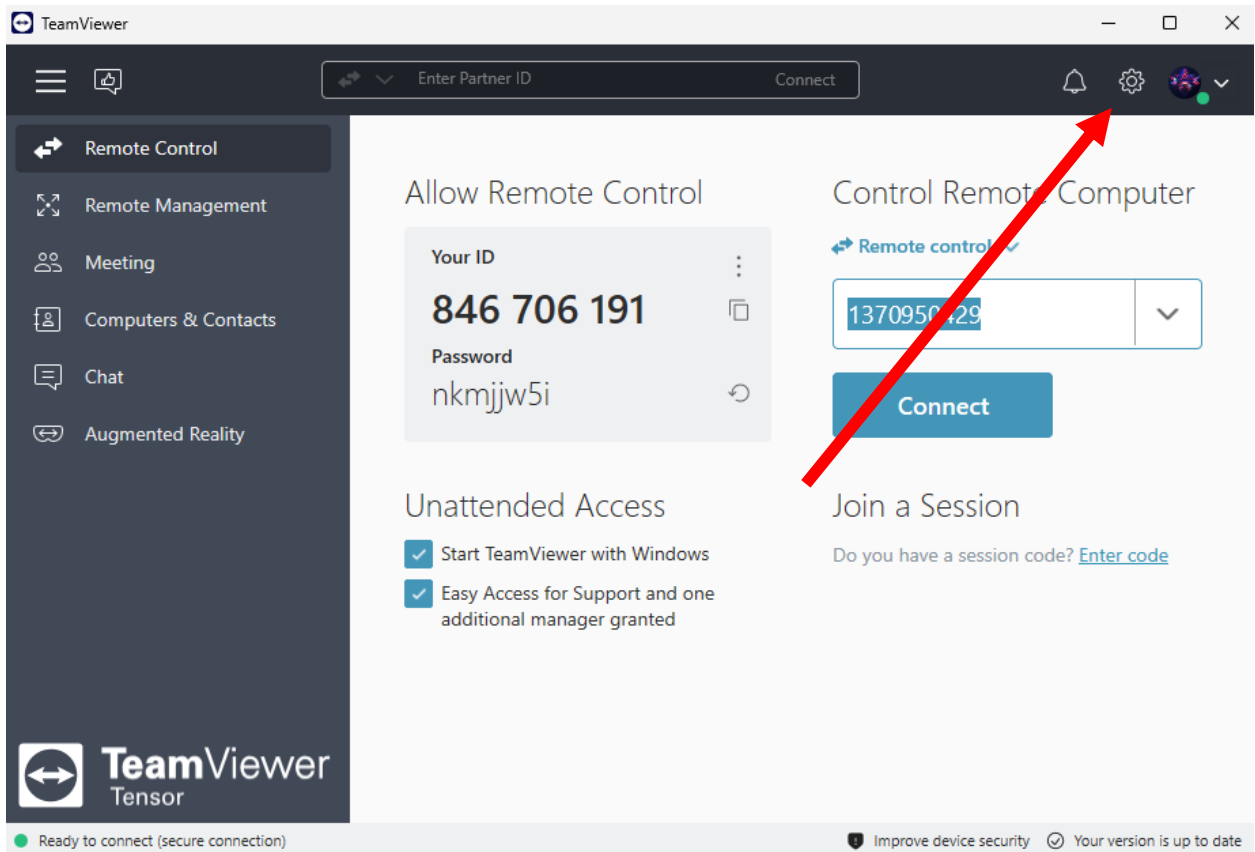 TeamViewer
Enter Partner ID
Connect
Remote Control
Remote Management
Meeting
Computers & Contacts
Chat
Augmented Reality
TeamViewer
Tensor
Allow Remote Control
Your ID
846 706 191
Password
nkmjjw5i
Unattended Access
Start TeamViewer with Windows
Easy Access for Support and one
additional manager granted
Control Remote Computer
Remote control
1370950429
Connect
Join a Session
Do you have a session code? Enter code
Ready to connect (secure connection)
Improve device security
Your version is up to date